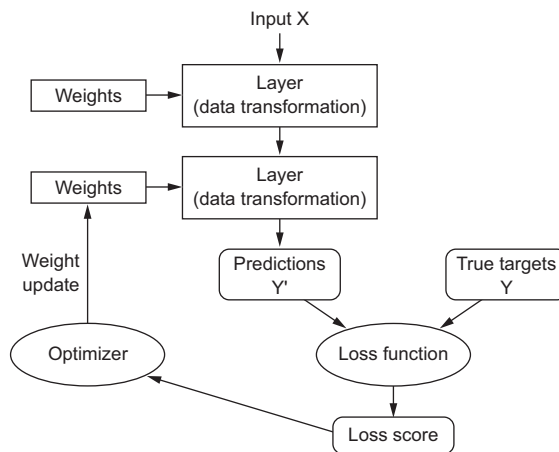 Input X
Layer
(data transformation)
Weights
Layer
(data transformation)
Weights
Weight
update
Predictions
Y'
True targets
Y
Optimizer
Loss function
Loss score